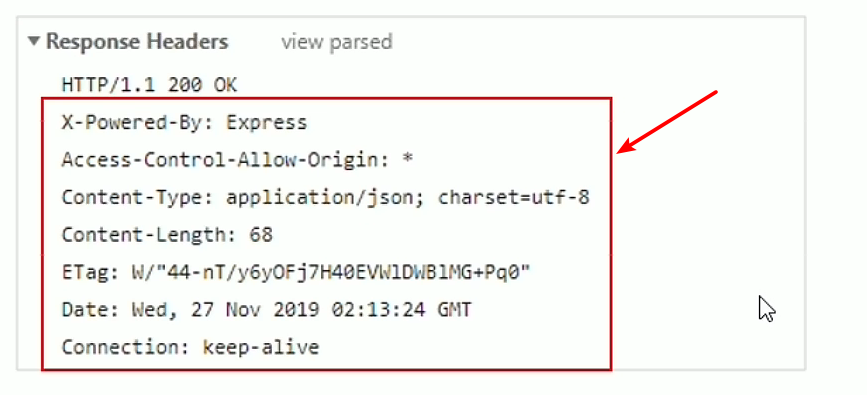 ▼ Response Headers view parsed
HTTP/1.1 200 OK
X-Powered-By: Express
Access-Control-Allow-Origin: *
Content-Type: application/json; charset=utf-8
Content-Length: 68
ETag: W/"44-nT/y6yOFj7H40EVWlDWBlMG+Pq0"
Date: Wed, 27 Nov 2019 02:13:24 GMT
Connection: keep-alive